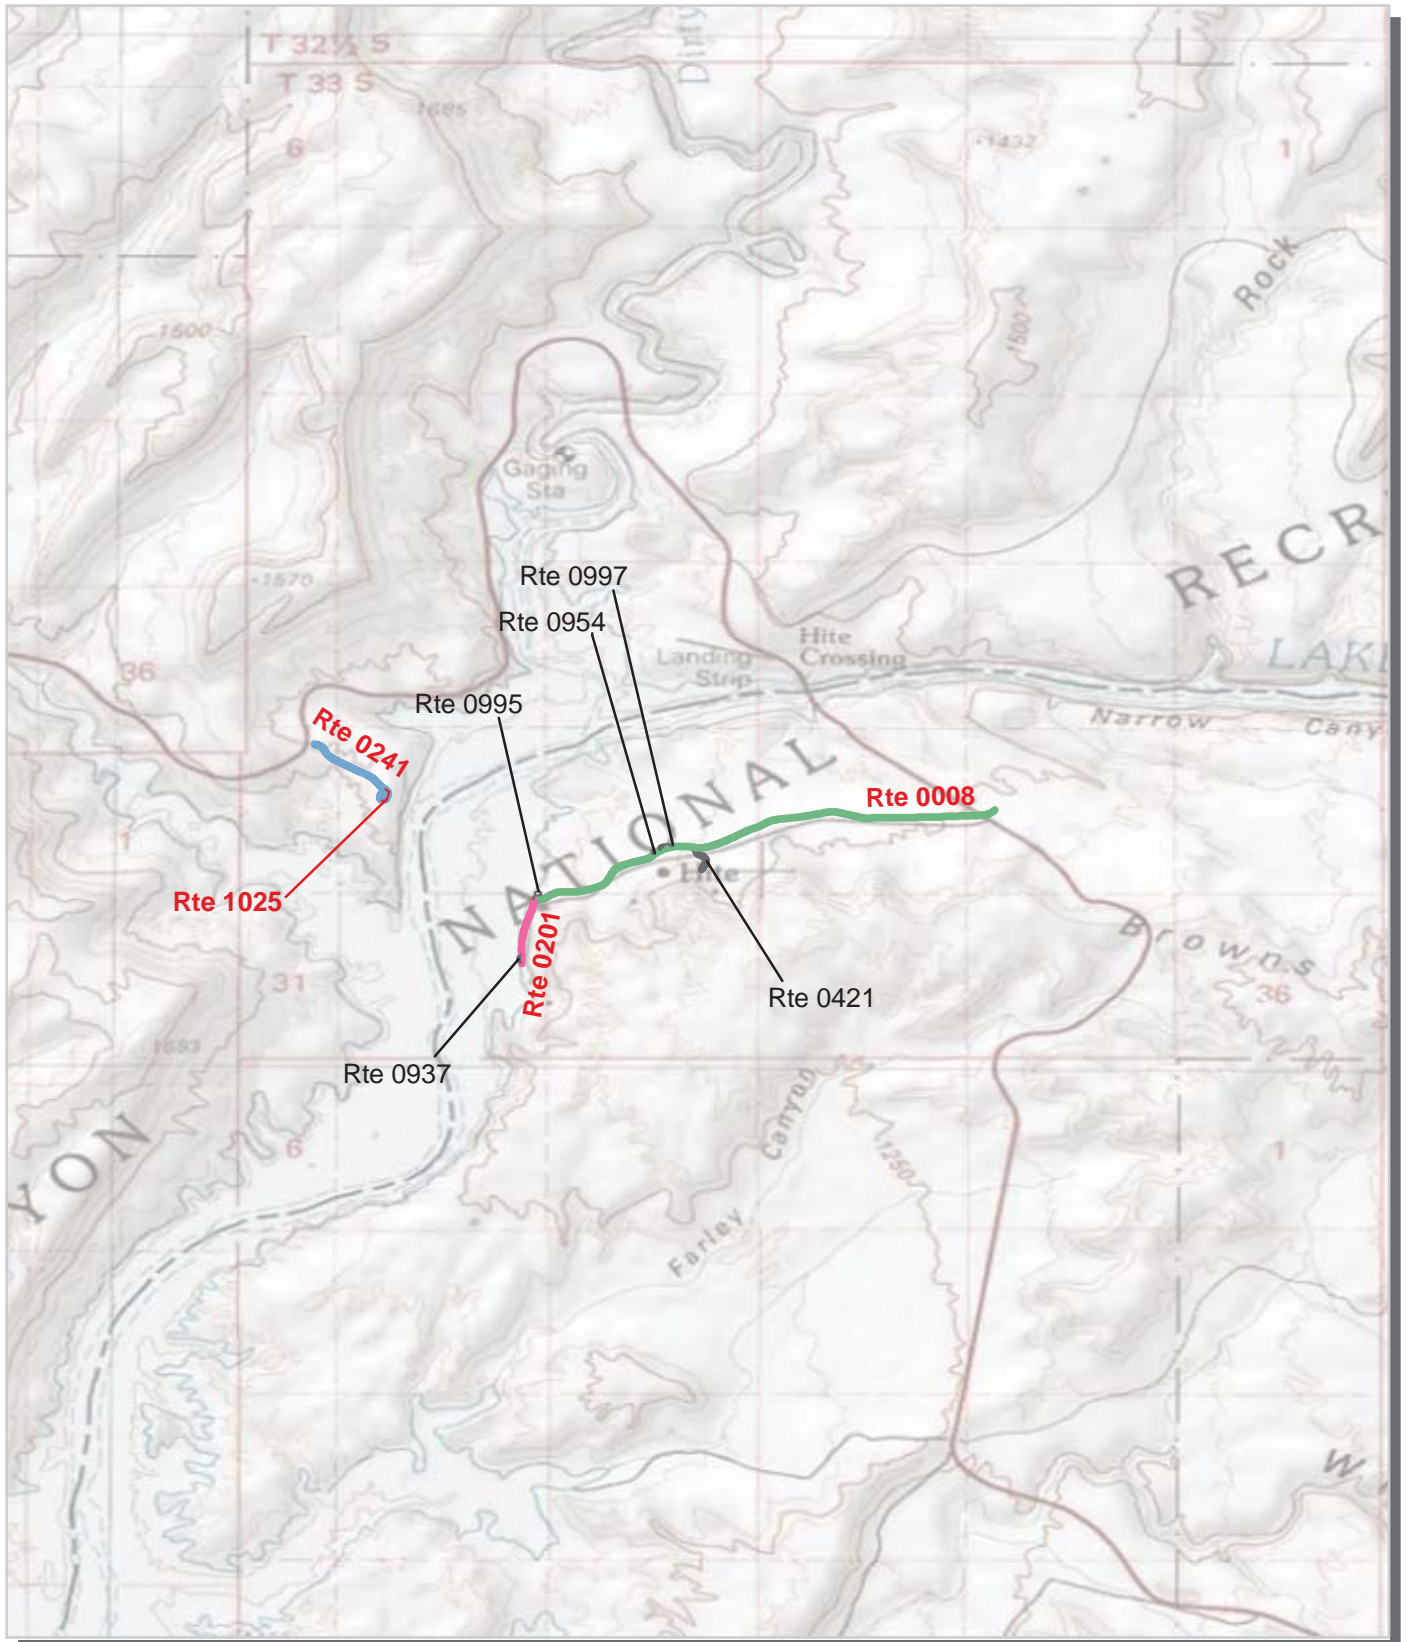 T 32½ S
T 33 S
Dirty
1685
6
1432
1
Rock
1500
1500
Gaging
Sta
RECR
1570
Rte 0997
Rte 0954
Hite
Crossing
Landing
Strip
LAKE
36
Rte 0995
Narrow
Cany
Rte 0241
NATIONAL
Rte 0008
1
Hite
Rte 1025
Browns
Rte 0201
31
36
Rte 0421
Rte 0937
YON
Canyon
6
1250
1
Farley
W